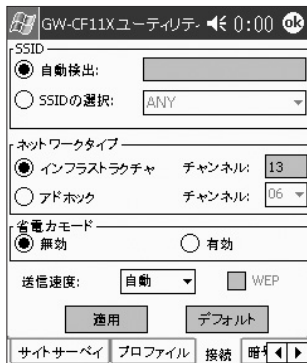 GW-CF11Xユーティリテ- 0:00 ok
SSID
自動検出:
SSIDの選択: ANY
ネットワークタイプ
インフラストラクチャ チャンネル: 13
アドホック チャンネル: 06
省電力モード
無効 有効
送信速度: 自動 WEP
適用 デフォルト
サイトサーベイ プロファイル 接続 暗号